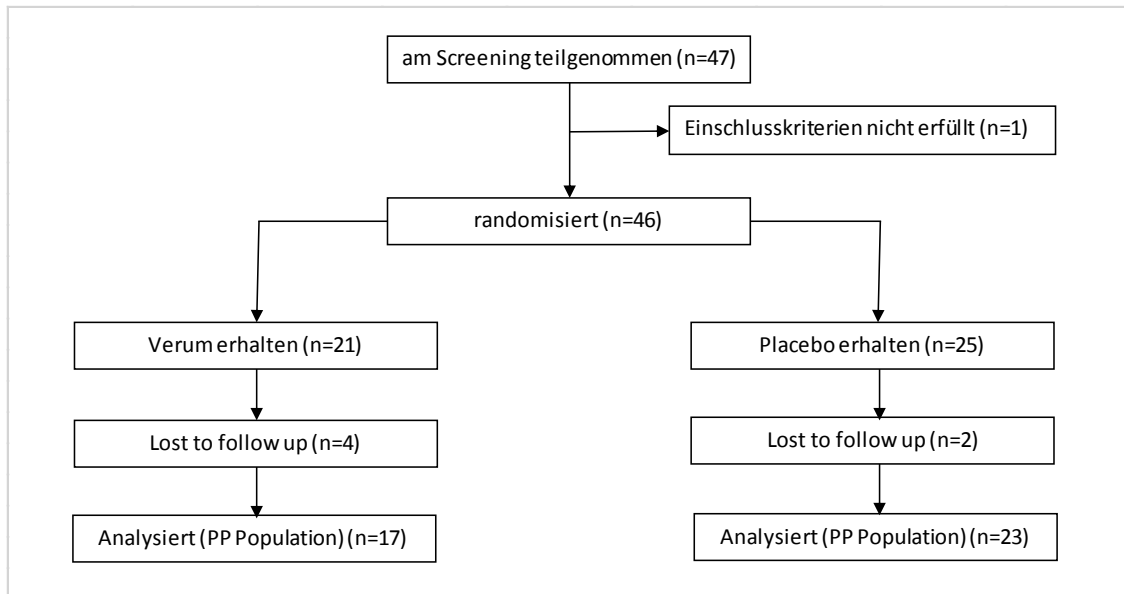 am Screening teilgenommen (n=47)
Einschlusskriterien nicht erfüllt (n=1)
randomisiert (n=46)
Verum erhalten (n=21)
Placebo erhalten (n=25)
Lost to follow up (n=4)
Lost to follow up (n=2)
Analysiert (PP Population) (n=17)
Analysiert (PP Population) (n=23)